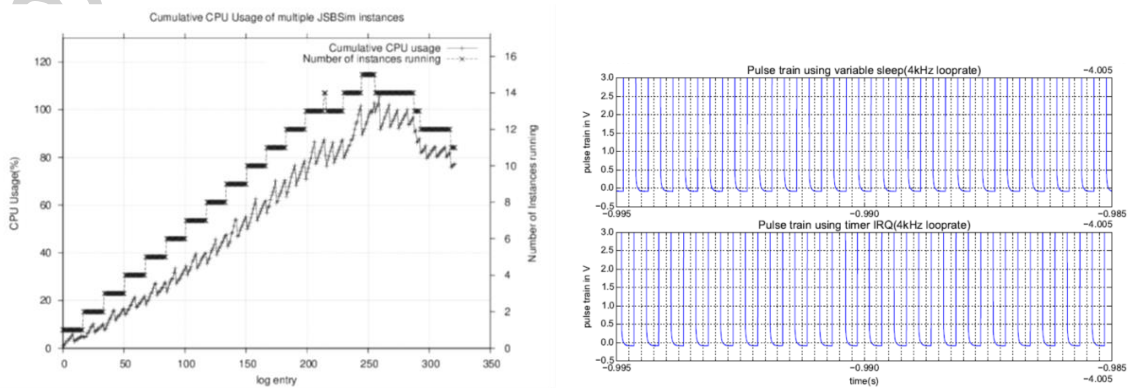 Cumulative CPU Usage of multiple JSBSim instances
Cumulative CPU usage
Number of instances running
CPU Usage(%)
120
100
80
60
40
20
0
16
14
12
10
8
6
4
2
0
Number of Instances running
0 50 100 150 200 250 300 350
log entry
Pulse train using variable sleep(4kHz looprate)
−4.005
pulse train in V
3.0
2.5
2.0
1.5
1.0
0.5
0.0
−0.5
−0.995 −0.990 −0.985
−4.005
Pulse train using timer IRQ(4kHz looprate)
pulse train in V
3.0
2.5
2.0
1.5
1.0
0.5
0.0
−0.5
−0.995 −0.990 −0.985
time(s)
−4.005